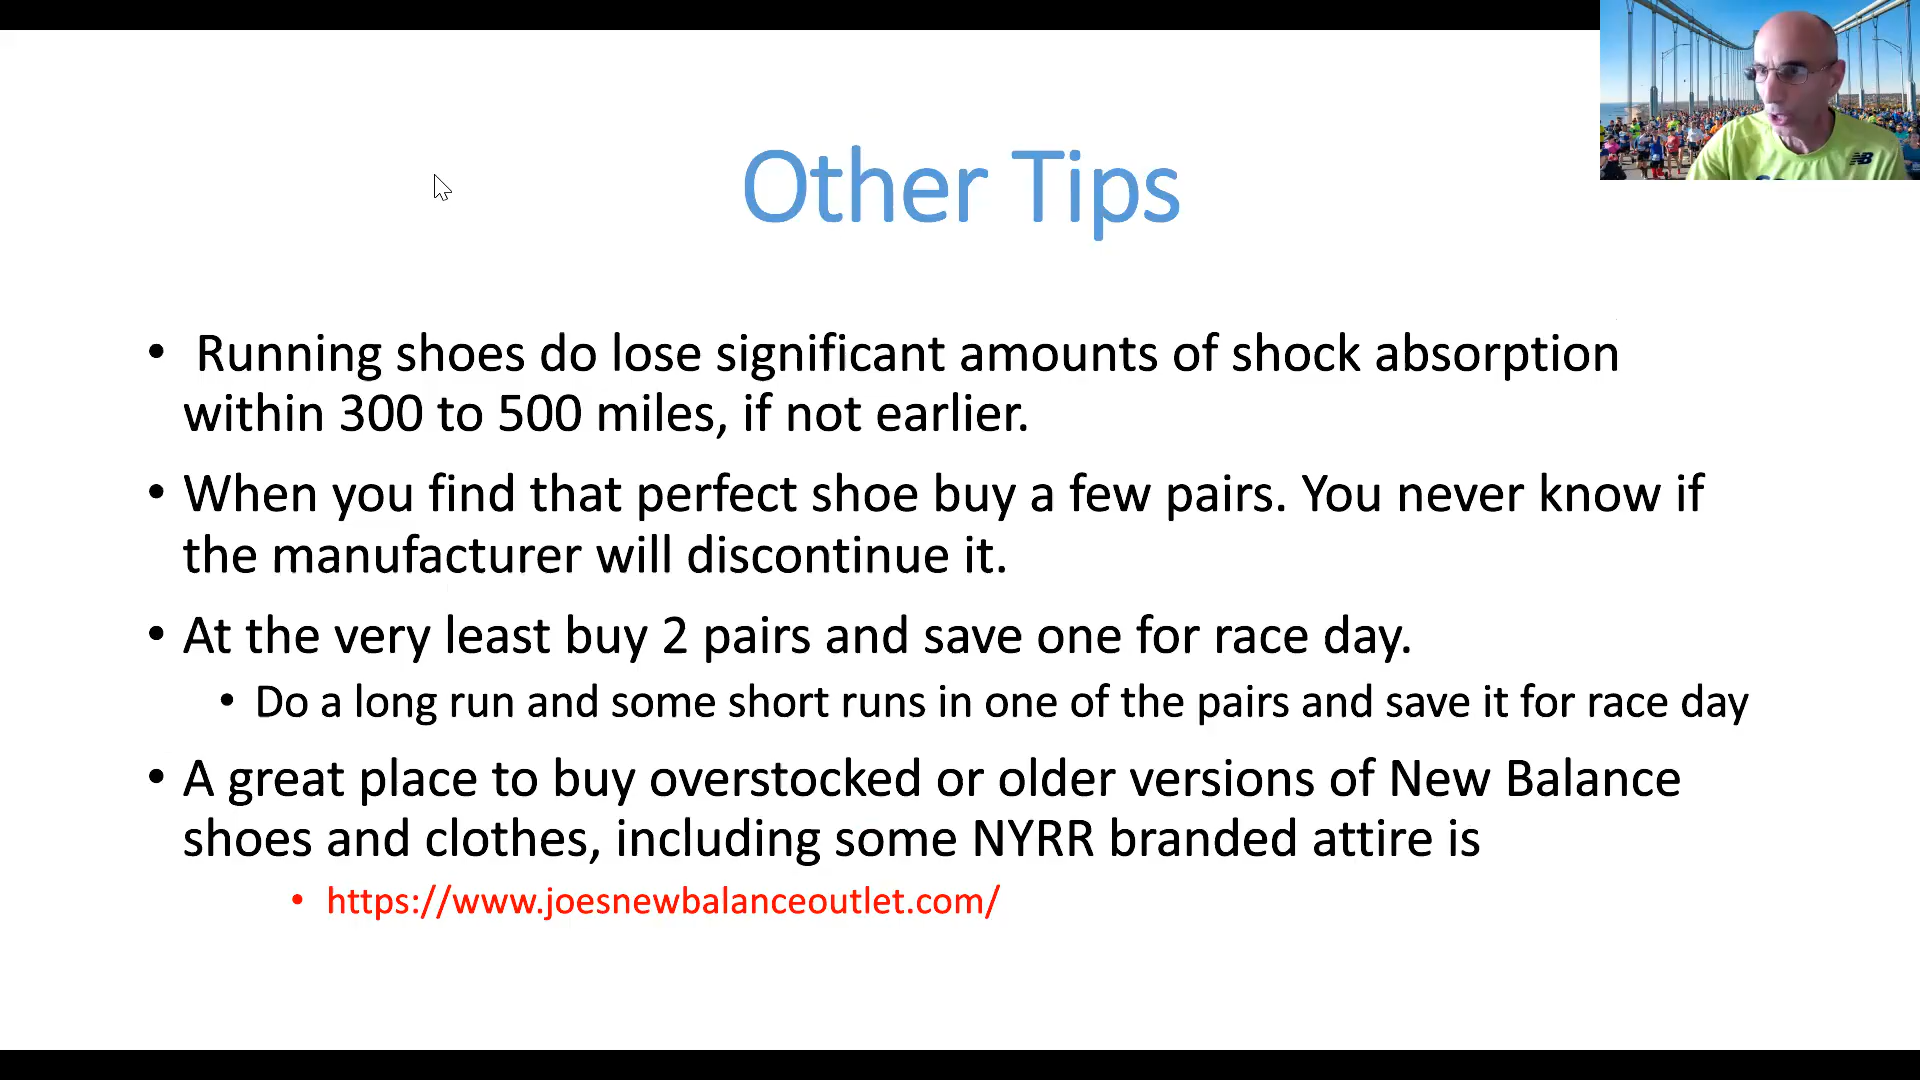 Other Tips
• Running shoes do lose significant amounts of shock absorption
within 300 to 500 miles, if not earlier.
• When you find that perfect shoe buy a few pairs. You never know if
the manufacturer will discontinue it.
• At the very least buy 2 pairs and save one for race day.
• Do a long run and some short runs in one of the pairs and save it for race day
• A great place to buy overstocked or older versions of New Balance
shoes and clothes, including some NYRR branded attire is
• https://www.joesnewbalanceoutlet.com/